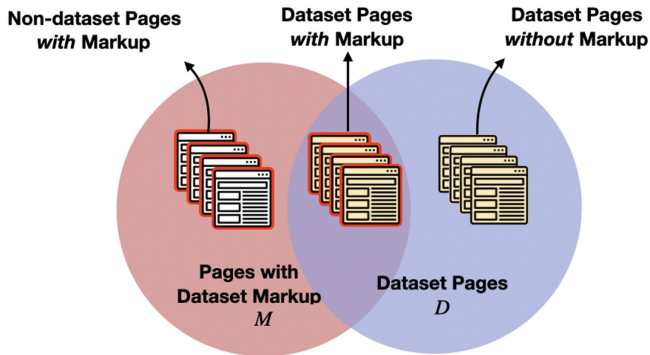 Non-dataset Pages
with Markup
Dataset Pages
with Markup
Dataset Pages
without Markup
Pages with
Dataset Markup
M
Dataset Pages
D